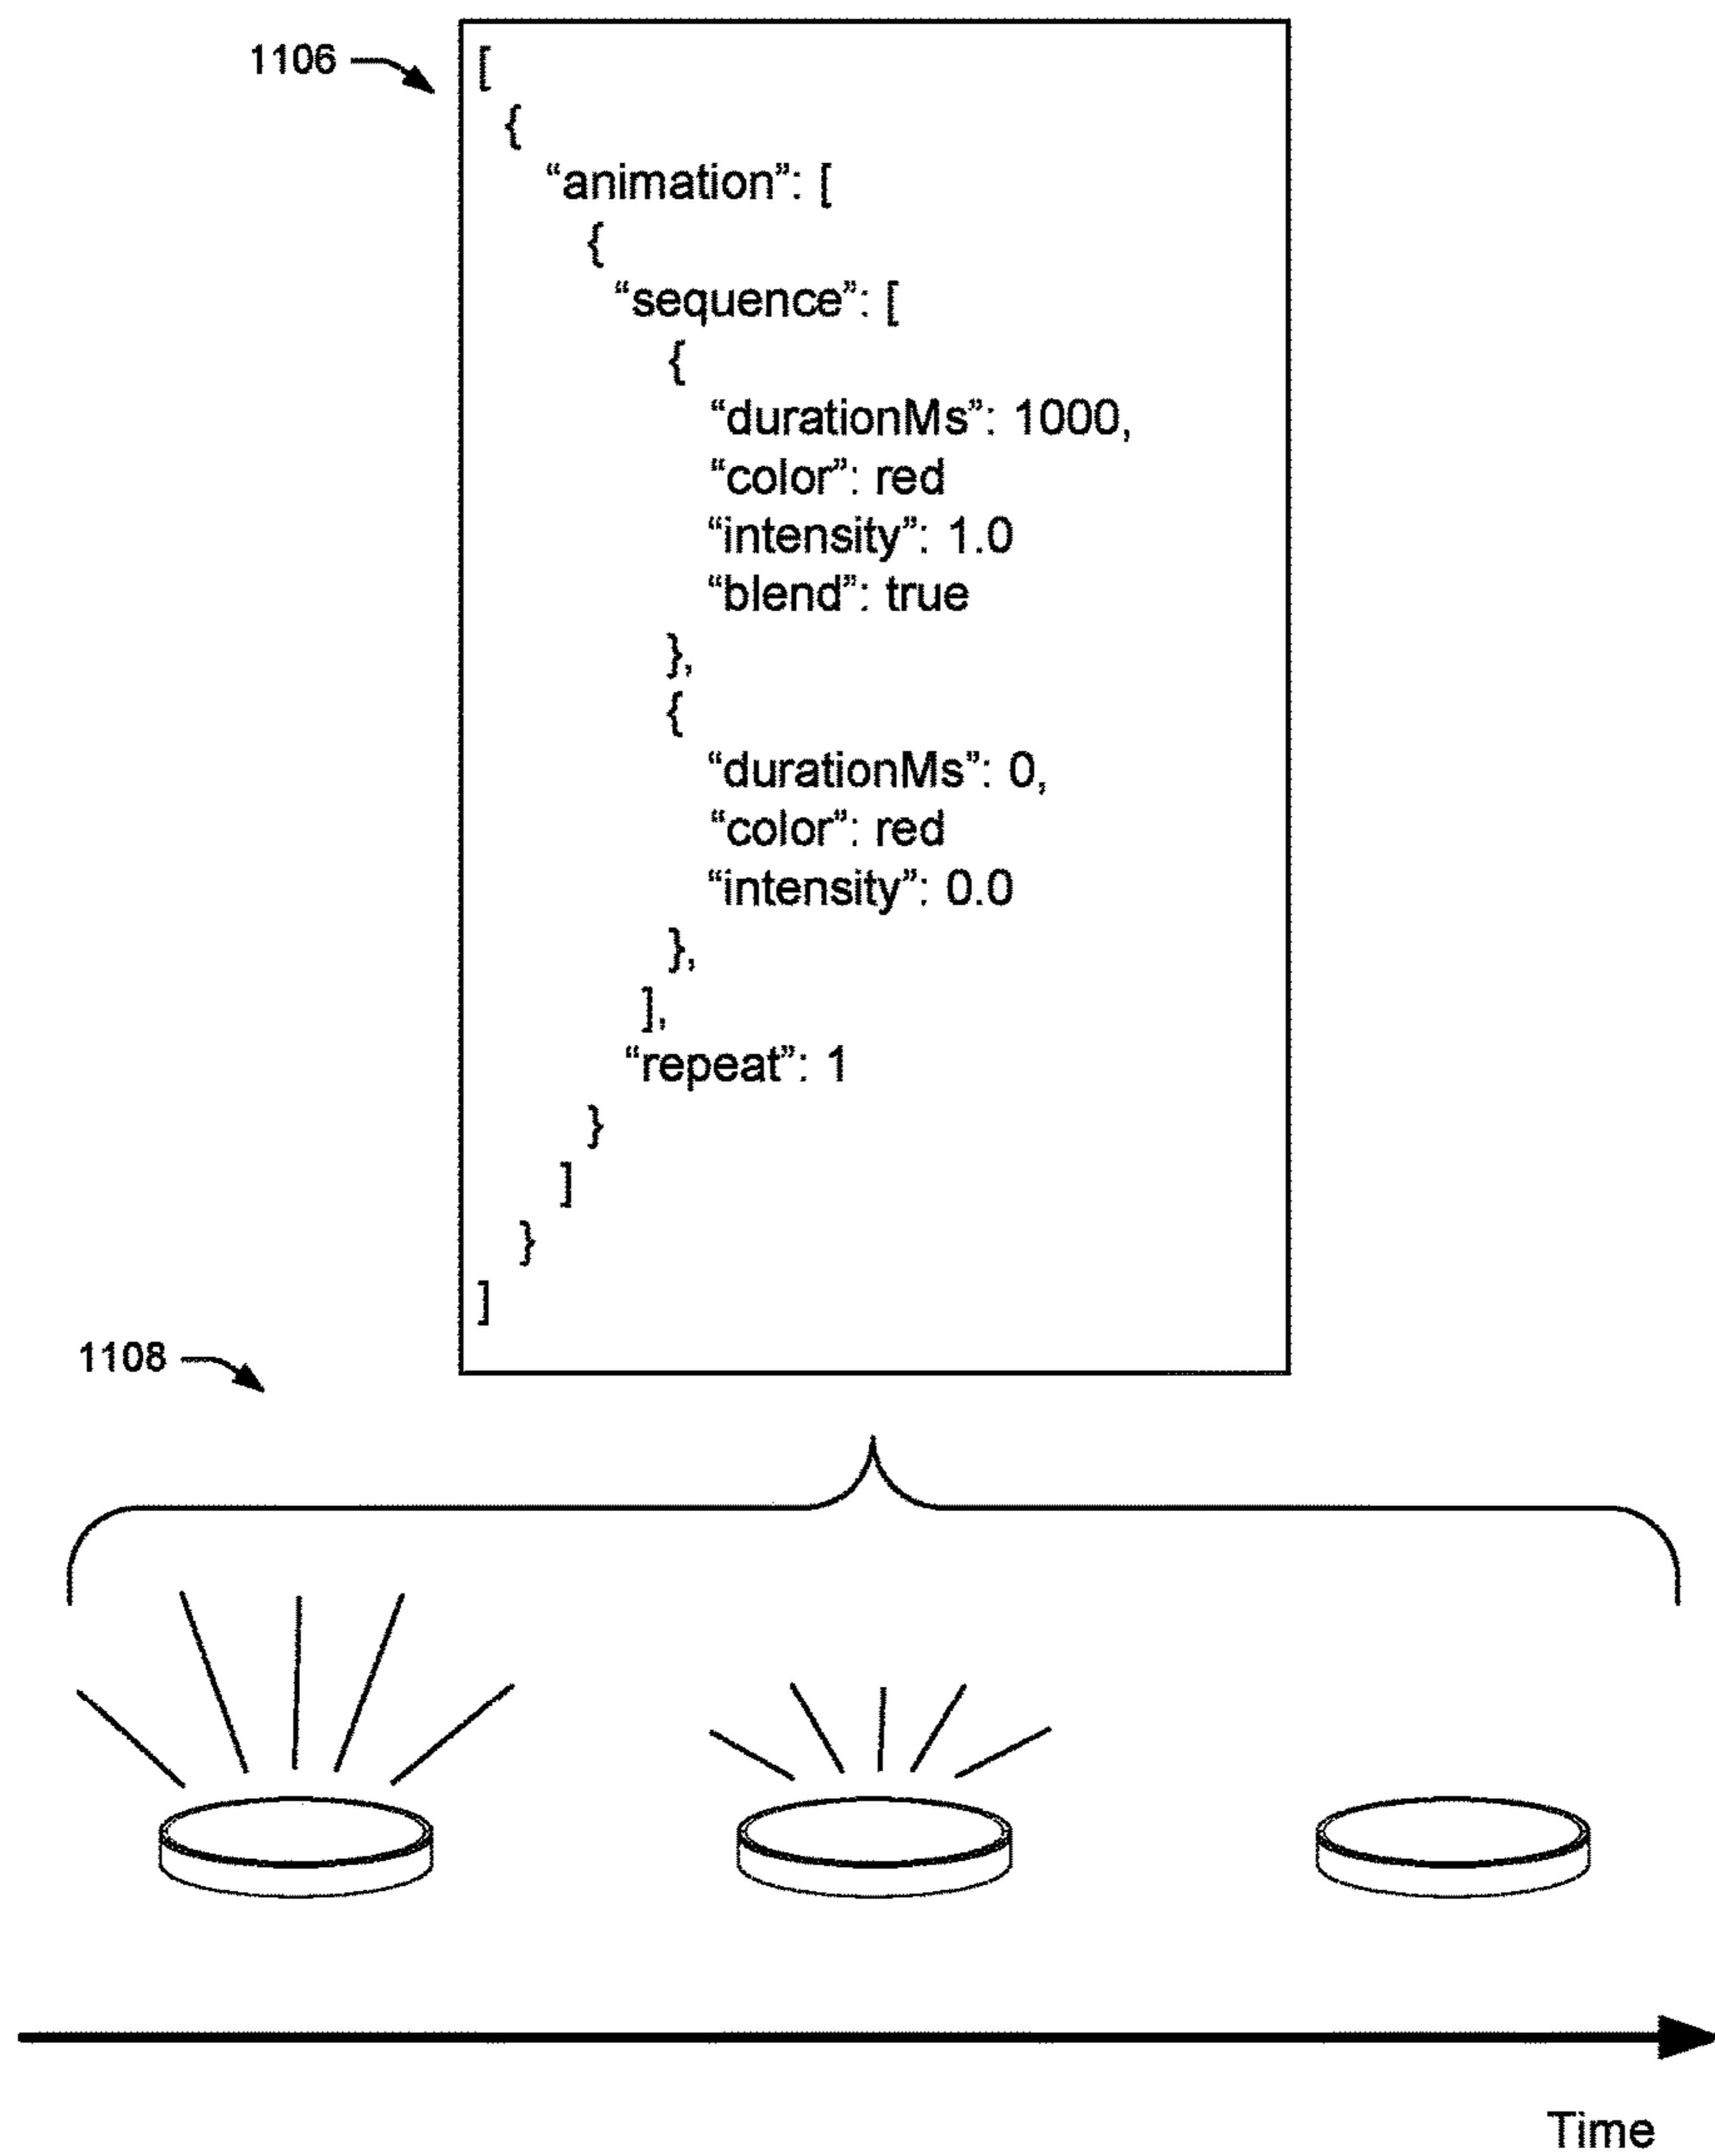 1106
[
{
“animation”: [
{
“sequence”: [
{
“durationMs”: 1000,
“color”: red
“intensity”: 1.0
“blend”: true
},
{
“durationMs”: 0,
“color”: red
“intensity”: 0.0
},
],
“repeat”: 1
}
]
}
]
1108
Time